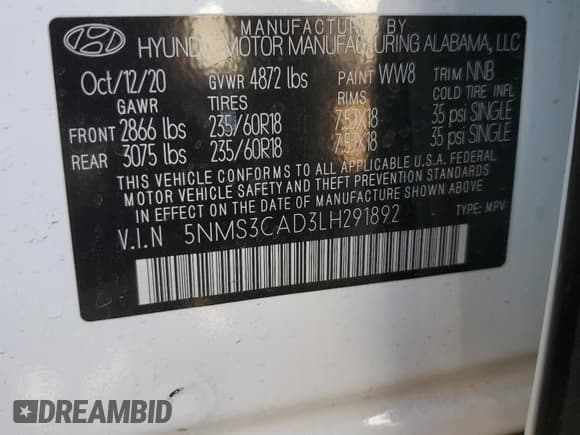 MANUFACTURED BY
HYUNDAI MOTOR MANUFACTURING ALABAMA, LLC
Oct/12/20 GVWR 4872 lbs PAINT WW8 TRIM NNB
GAWR TIRES RIMS COLD TIRE INFL
FRONT 2866 lbs 235/60R18 7.5JX18 35 psi SINGLE
REAR 3075 lbs 235/60R18 7.5JX18 35 psi SINGLE
THIS VEHICLE CONFORMS TO ALL APPLICABLE U.S.A. FEDERAL
MOTOR VEHICLE SAFETY AND THEFT PREVENTION STANDARDS
IN EFFECT ON THE DATE OF MANUFACTURE SHOWN ABOVE.
V.I.N 5NMS3CAD3LH291892 TYPE: MPV
DREAMBID